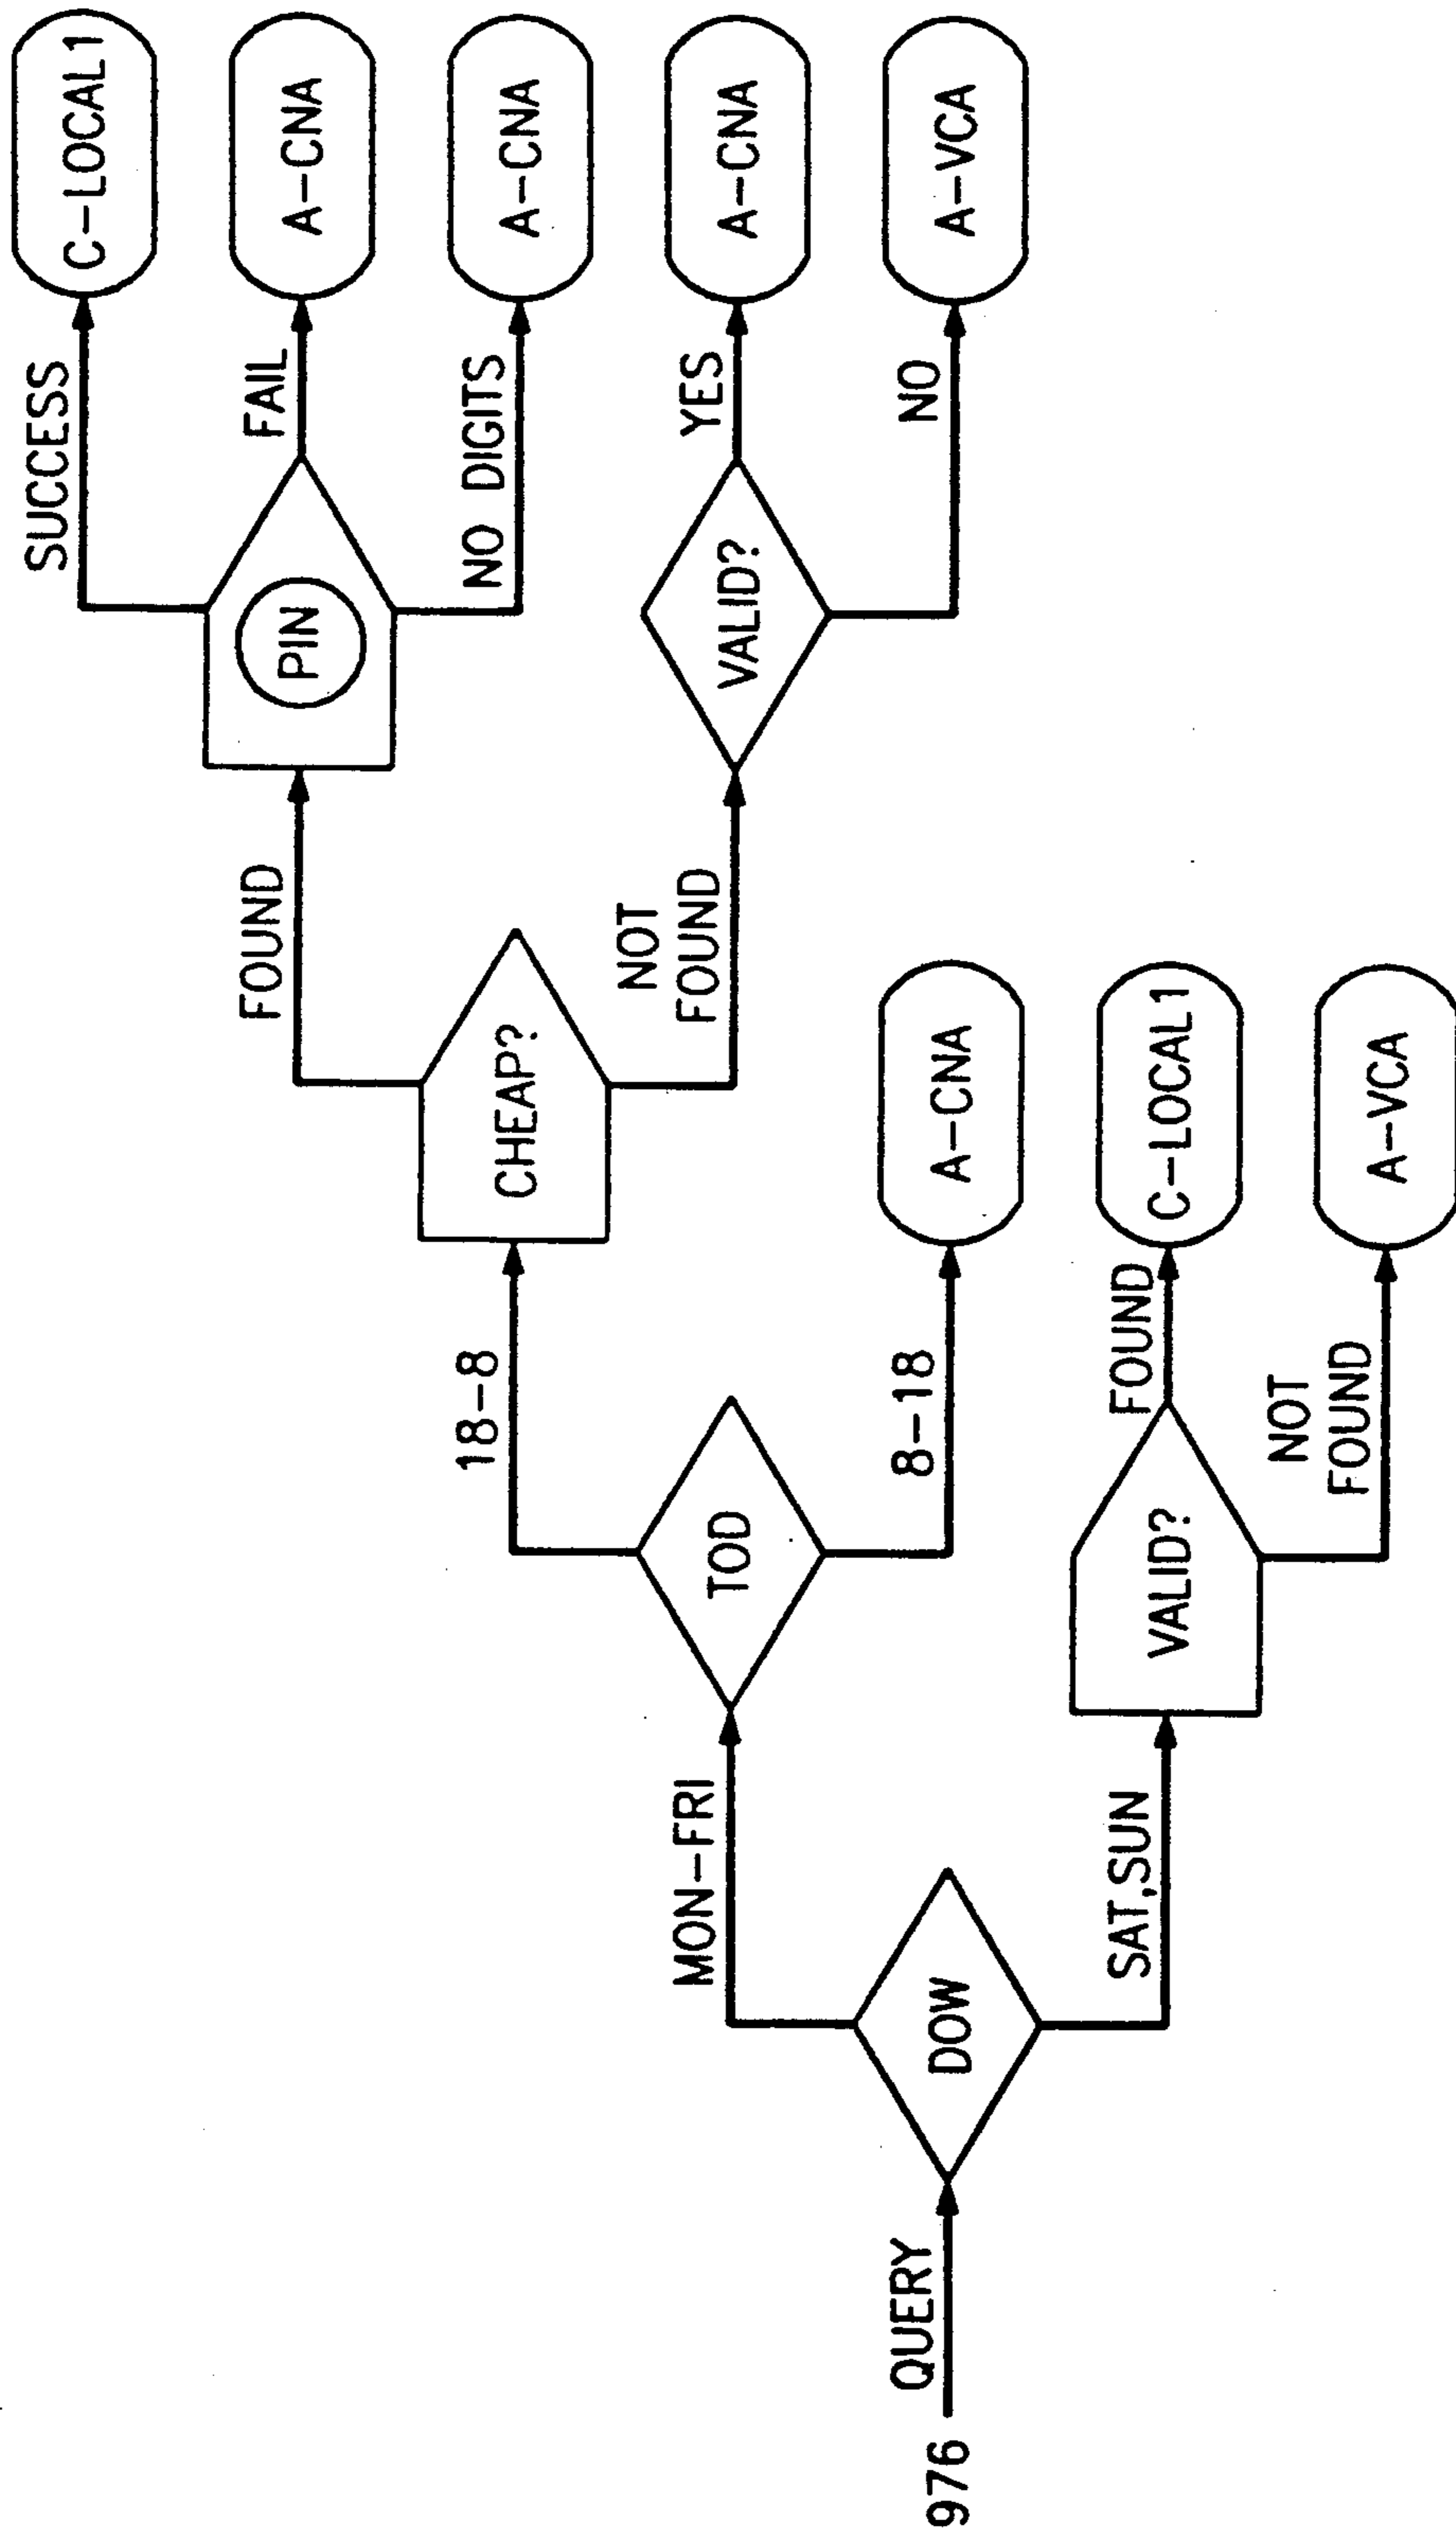 976
QUERY
DOW
MON-FRI
SAT,SUN
TOD
18-8
8-18
CHEAP?
FOUND
NOT
FOUND
PIN
SUCCESS
C-LOCAL1
FAIL
A-CNA
NO DIGITS
A-CNA
VALID?
YES
A-CNA
NO
A-VCA
A-CNA
VALID?
FOUND
C-LOCAL1
NOT
FOUND
A-VCA